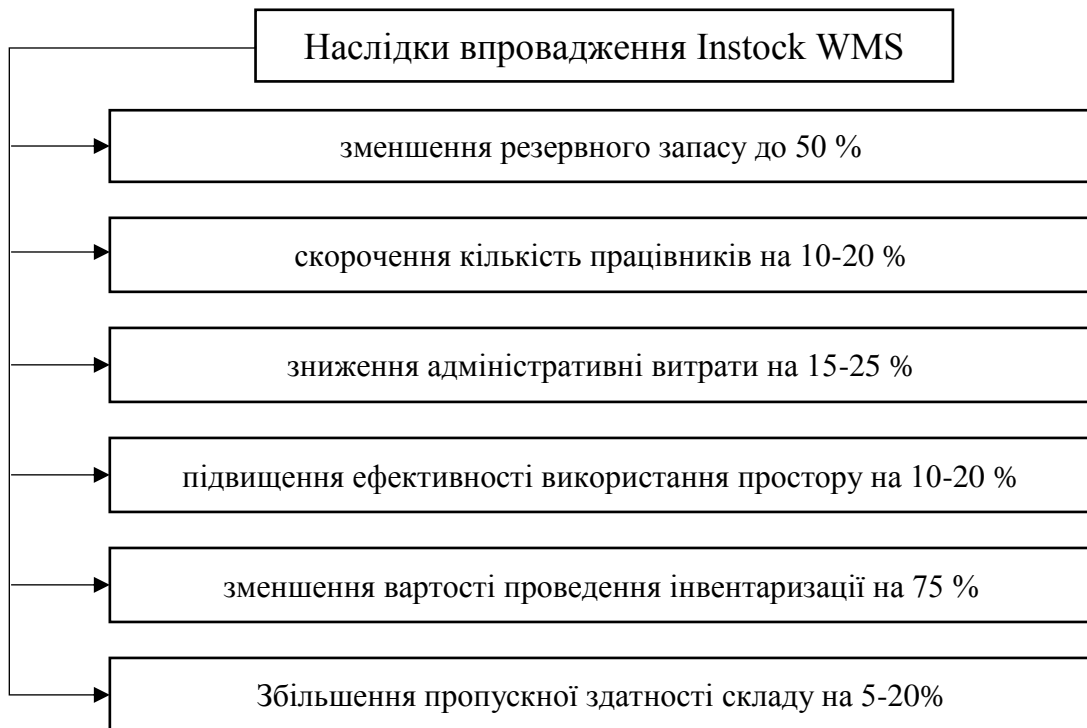 Наслідки впровадження Instock WMS
зменшення резервного запасу до 50 %
скорочення кількість працівників на 10-20 %
зниження адміністративні витрати на 15-25 %
підвищення ефективності використання простору на 10-20 %
зменшення вартості проведення інвентаризації на 75 %
Збільшення пропускної здатності складу на 5-20%